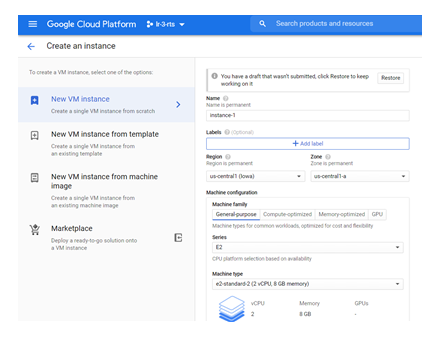 Google Cloud Platform
lr-3-rts
Search products and resources
Create an instance
To create a VM instance, select one of the options:
New VM instance
Create a single VM instance from scratch
New VM instance from template
Create a single VM instance from
an existing template
New VM instance from machine
image
Create a single VM instance from
an existing machine image
Marketplace
Deploy a ready-to-go solution onto
a VM instance
You have a draft that wasn't submitted, click Restore to keep
working on it
Restore
Name
Name is permanent
instance-1
Labels (Optional)
+ Add label
Region
Region is permanent
us-central1 (Iowa)
Zone
Zone is permanent
us-central1-a
Machine configuration
Machine family
General-purpose Compute-optimized Memory-optimized GPU
Machine types for common workloads, optimized for cost and flexibility
Series
E2
CPU platform selection based on availability
Machine type
e2-standard-2 (2 vCPU, 8 GB memory)
vCPU Memory GPUs
2 8 GB -